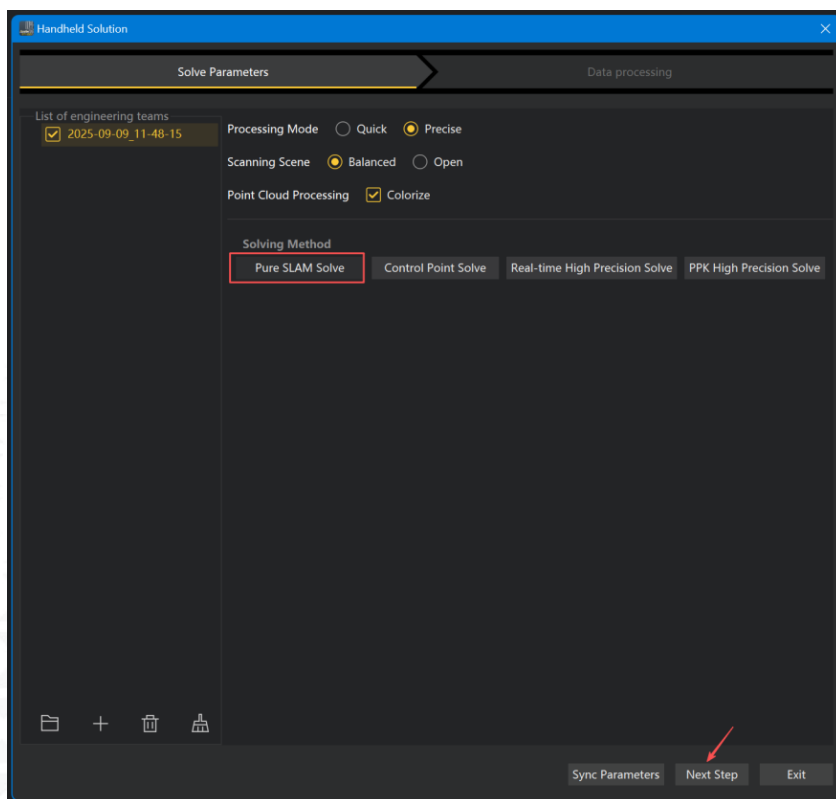 Handheld Solution
Solve Parameters
Data processing
List of engineering teams
2025-09-09_11-48-15
Processing Mode Quick Precise
Scanning Scene Balanced Open
Point Cloud Processing Colorize
Solving Method
Pure SLAM Solve Control Point Solve Real-time High Precision Solve PPK High Precision Solve
Sync Parameters Next Step Exit